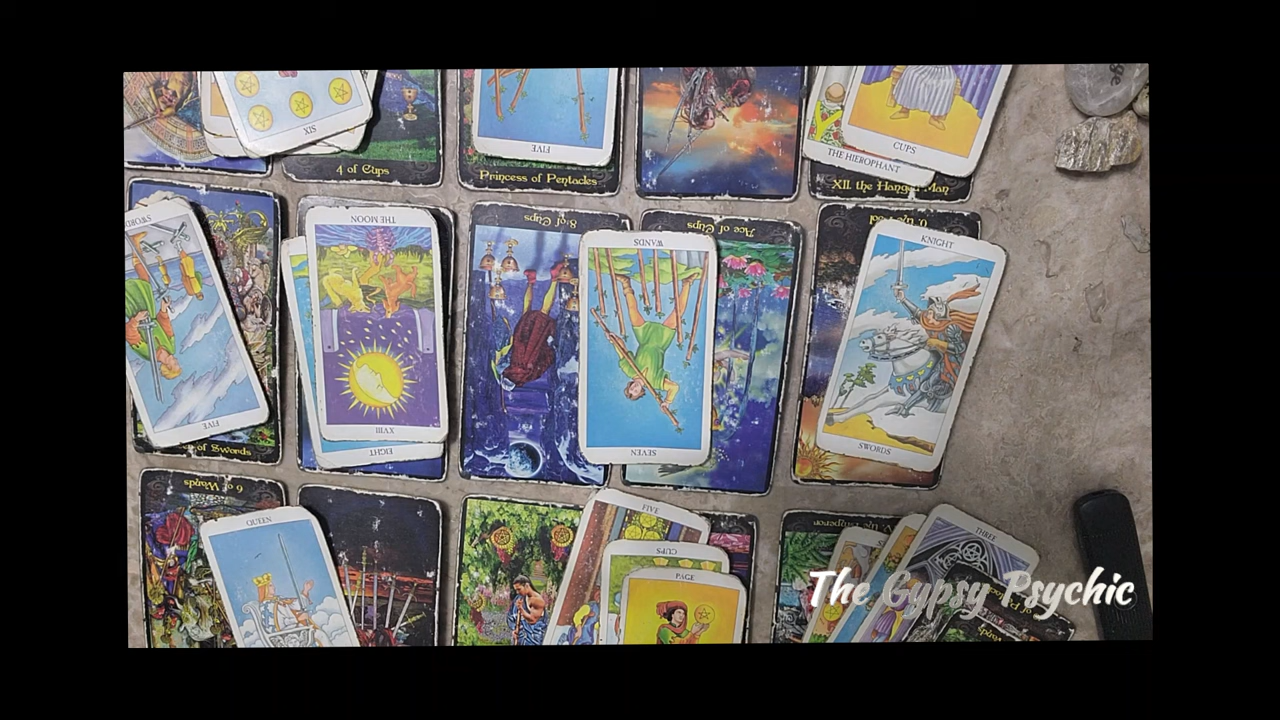 SIX
4 of Cups
FIVE
Princess of Pentacles
CUPS
THE HIEROPHANT
XII. the Hanged Man
SWORDS
THE MOON
8 of Cups
Ace of Cups
WANDS
KNIGHT
FIVE
of Swords
XVIII
EIGHT
SEVEN
SWORDS
6 of Wands
QUEEN
FIVE
CUPS
PAGE
THREE
The Gypsy Psychic